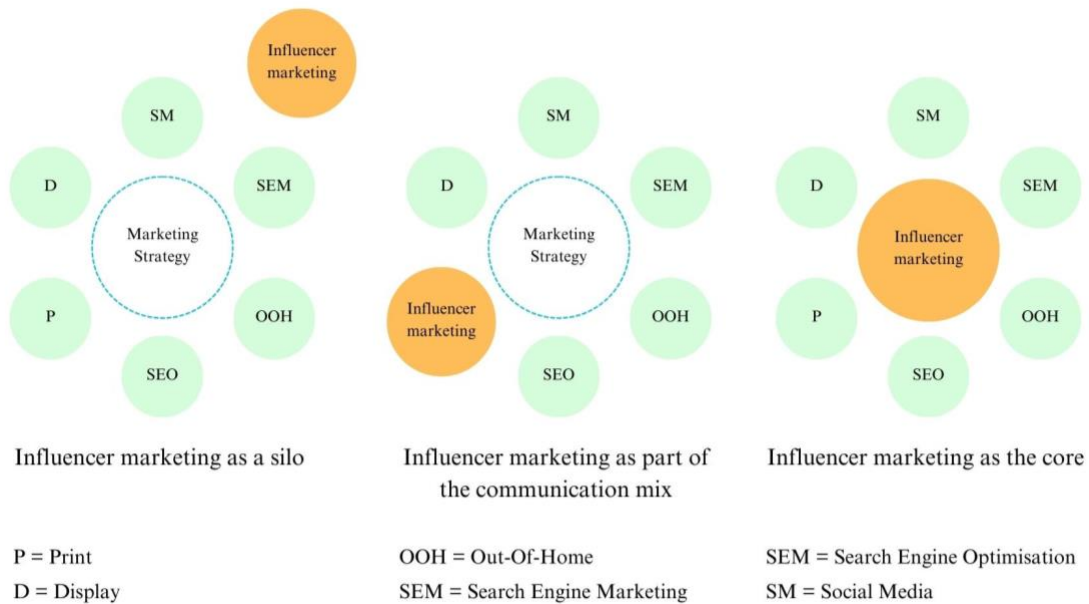 Influencer
marketing
SM
D
SEM
Marketing
Strategy
P
OOH
SEO
Influencer marketing as a silo
SM
D
SEM
Marketing
Strategy
Influencer
marketing
OOH
SEO
Influencer marketing as part of
the communication mix
SM
D
SEM
Influencer
marketing
P
OOH
SEO
Influencer marketing as the core
P = Print
D = Display
OOH = Out-Of-Home
SEM = Search Engine Marketing
SEM = Search Engine Optimisation
SM = Social Media